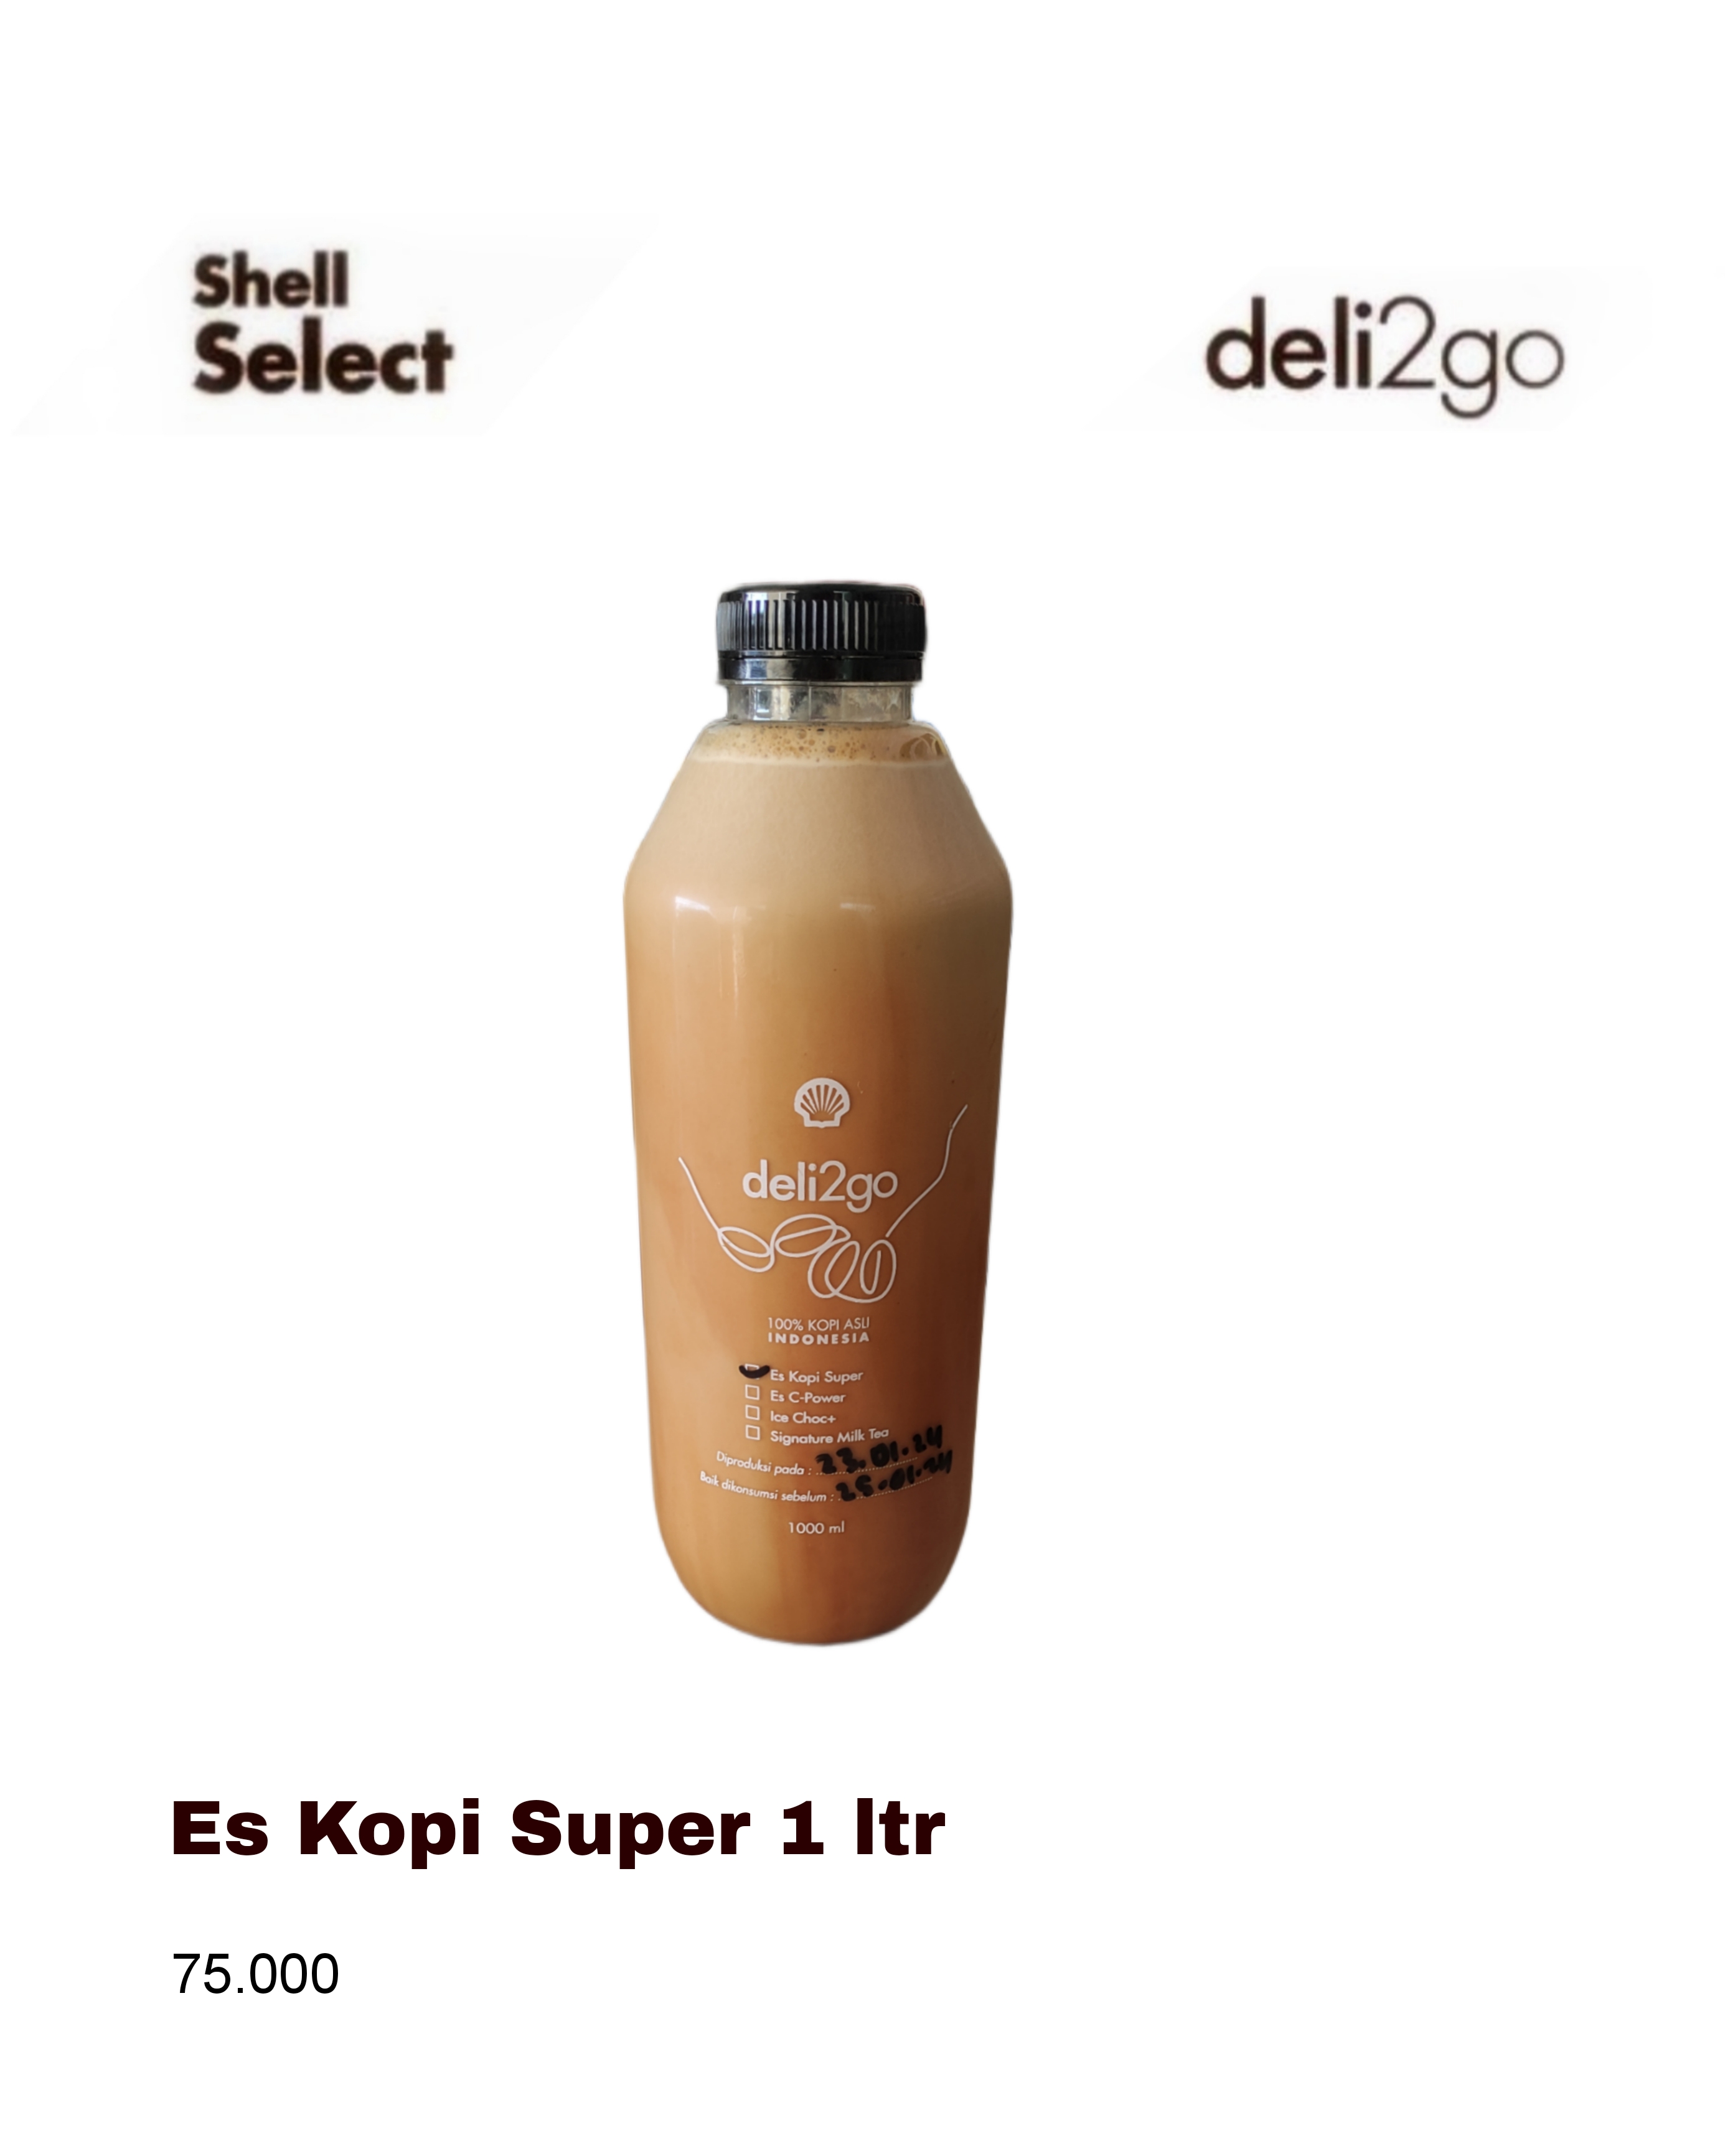 Shell
Select
deli2go
deli2go
100% KOPI ASLI
INDONESIA
Es Kopi Super
Es C-Power
Ice Choc+
Signature Milk Tea
Diproduksi pada : 23.01.24
Baik dikonsumsi sebelum : 25.01.24
1000 ml
Es Kopi Super 1 ltr
75.000